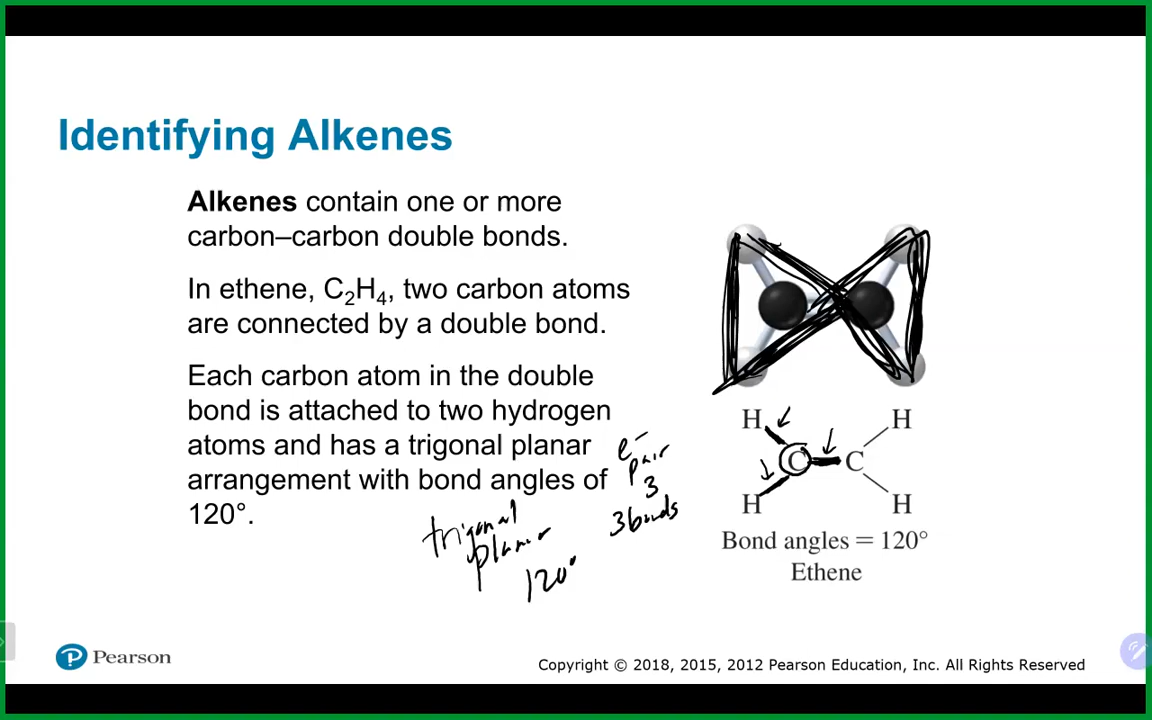 Identifying Alkenes
Alkenes contain one or more
carbon–carbon double bonds.
In ethene, C₂H₄, two carbon atoms
are connected by a double bond.
Each carbon atom in the double
bond is attached to two hydrogen
atoms and has a trigonal planar
arrangement with bond angles of
120°.
e⁻
pair
3
3 bonds
trigonal
planar
120°
H H
C C
H H
Bond angles = 120°
Ethene
P Pearson
Copyright © 2018, 2015, 2012 Pearson Education, Inc. All Rights Reserved